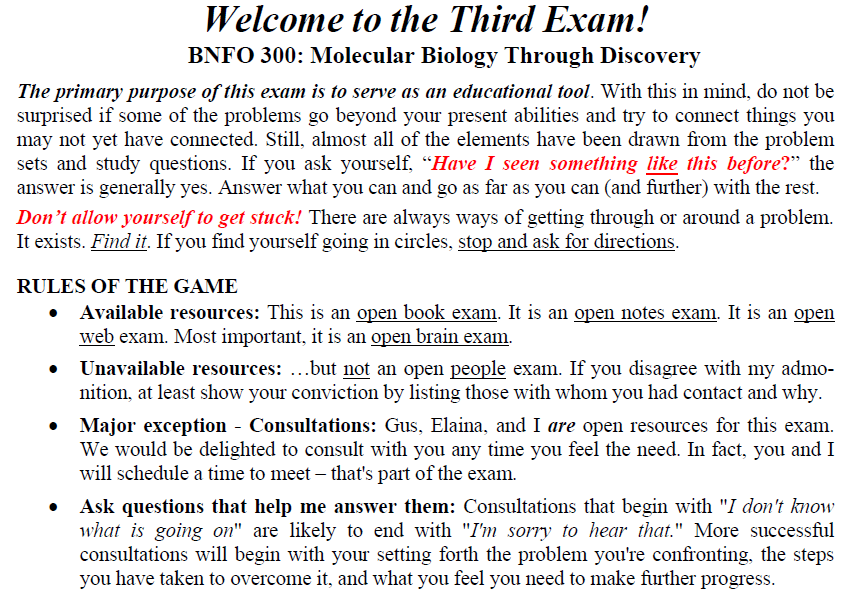 Welcome to the Third Exam!
BNFO 300: Molecular Biology Through Discovery
The primary purpose of this exam is to serve as an educational tool. With this in mind, do not be
surprised if some of the problems go beyond your present abilities and try to connect things you
may not yet have connected. Still, almost all of the elements have been drawn from the problem
sets and study questions. If you ask yourself, “Have I seen something like this before?” the
answer is generally yes. Answer what you can and go as far as you can (and further) with the rest.
Don’t allow yourself to get stuck! There are always ways of getting through or around a problem.
It exists. Find it. If you find yourself going in circles, stop and ask for directions.
RULES OF THE GAME
• Available resources: This is an open book exam. It is an open notes exam. It is an open
web exam. Most important, it is an open brain exam.
• Unavailable resources: …but not an open people exam. If you disagree with my admo-
nition, at least show your conviction by listing those with whom you had contact and why.
• Major exception - Consultations: Gus, Elaina, and I are open resources for this exam.
We would be delighted to consult with you any time you feel the need. In fact, you and I
will schedule a time to meet – that's part of the exam.
• Ask questions that help me answer them: Consultations that begin with "I don't know
what is going on" are likely to end with "I'm sorry to hear that." More successful
consultations will begin with your setting forth the problem you're confronting, the steps
you have taken to overcome it, and what you feel you need to make further progress.